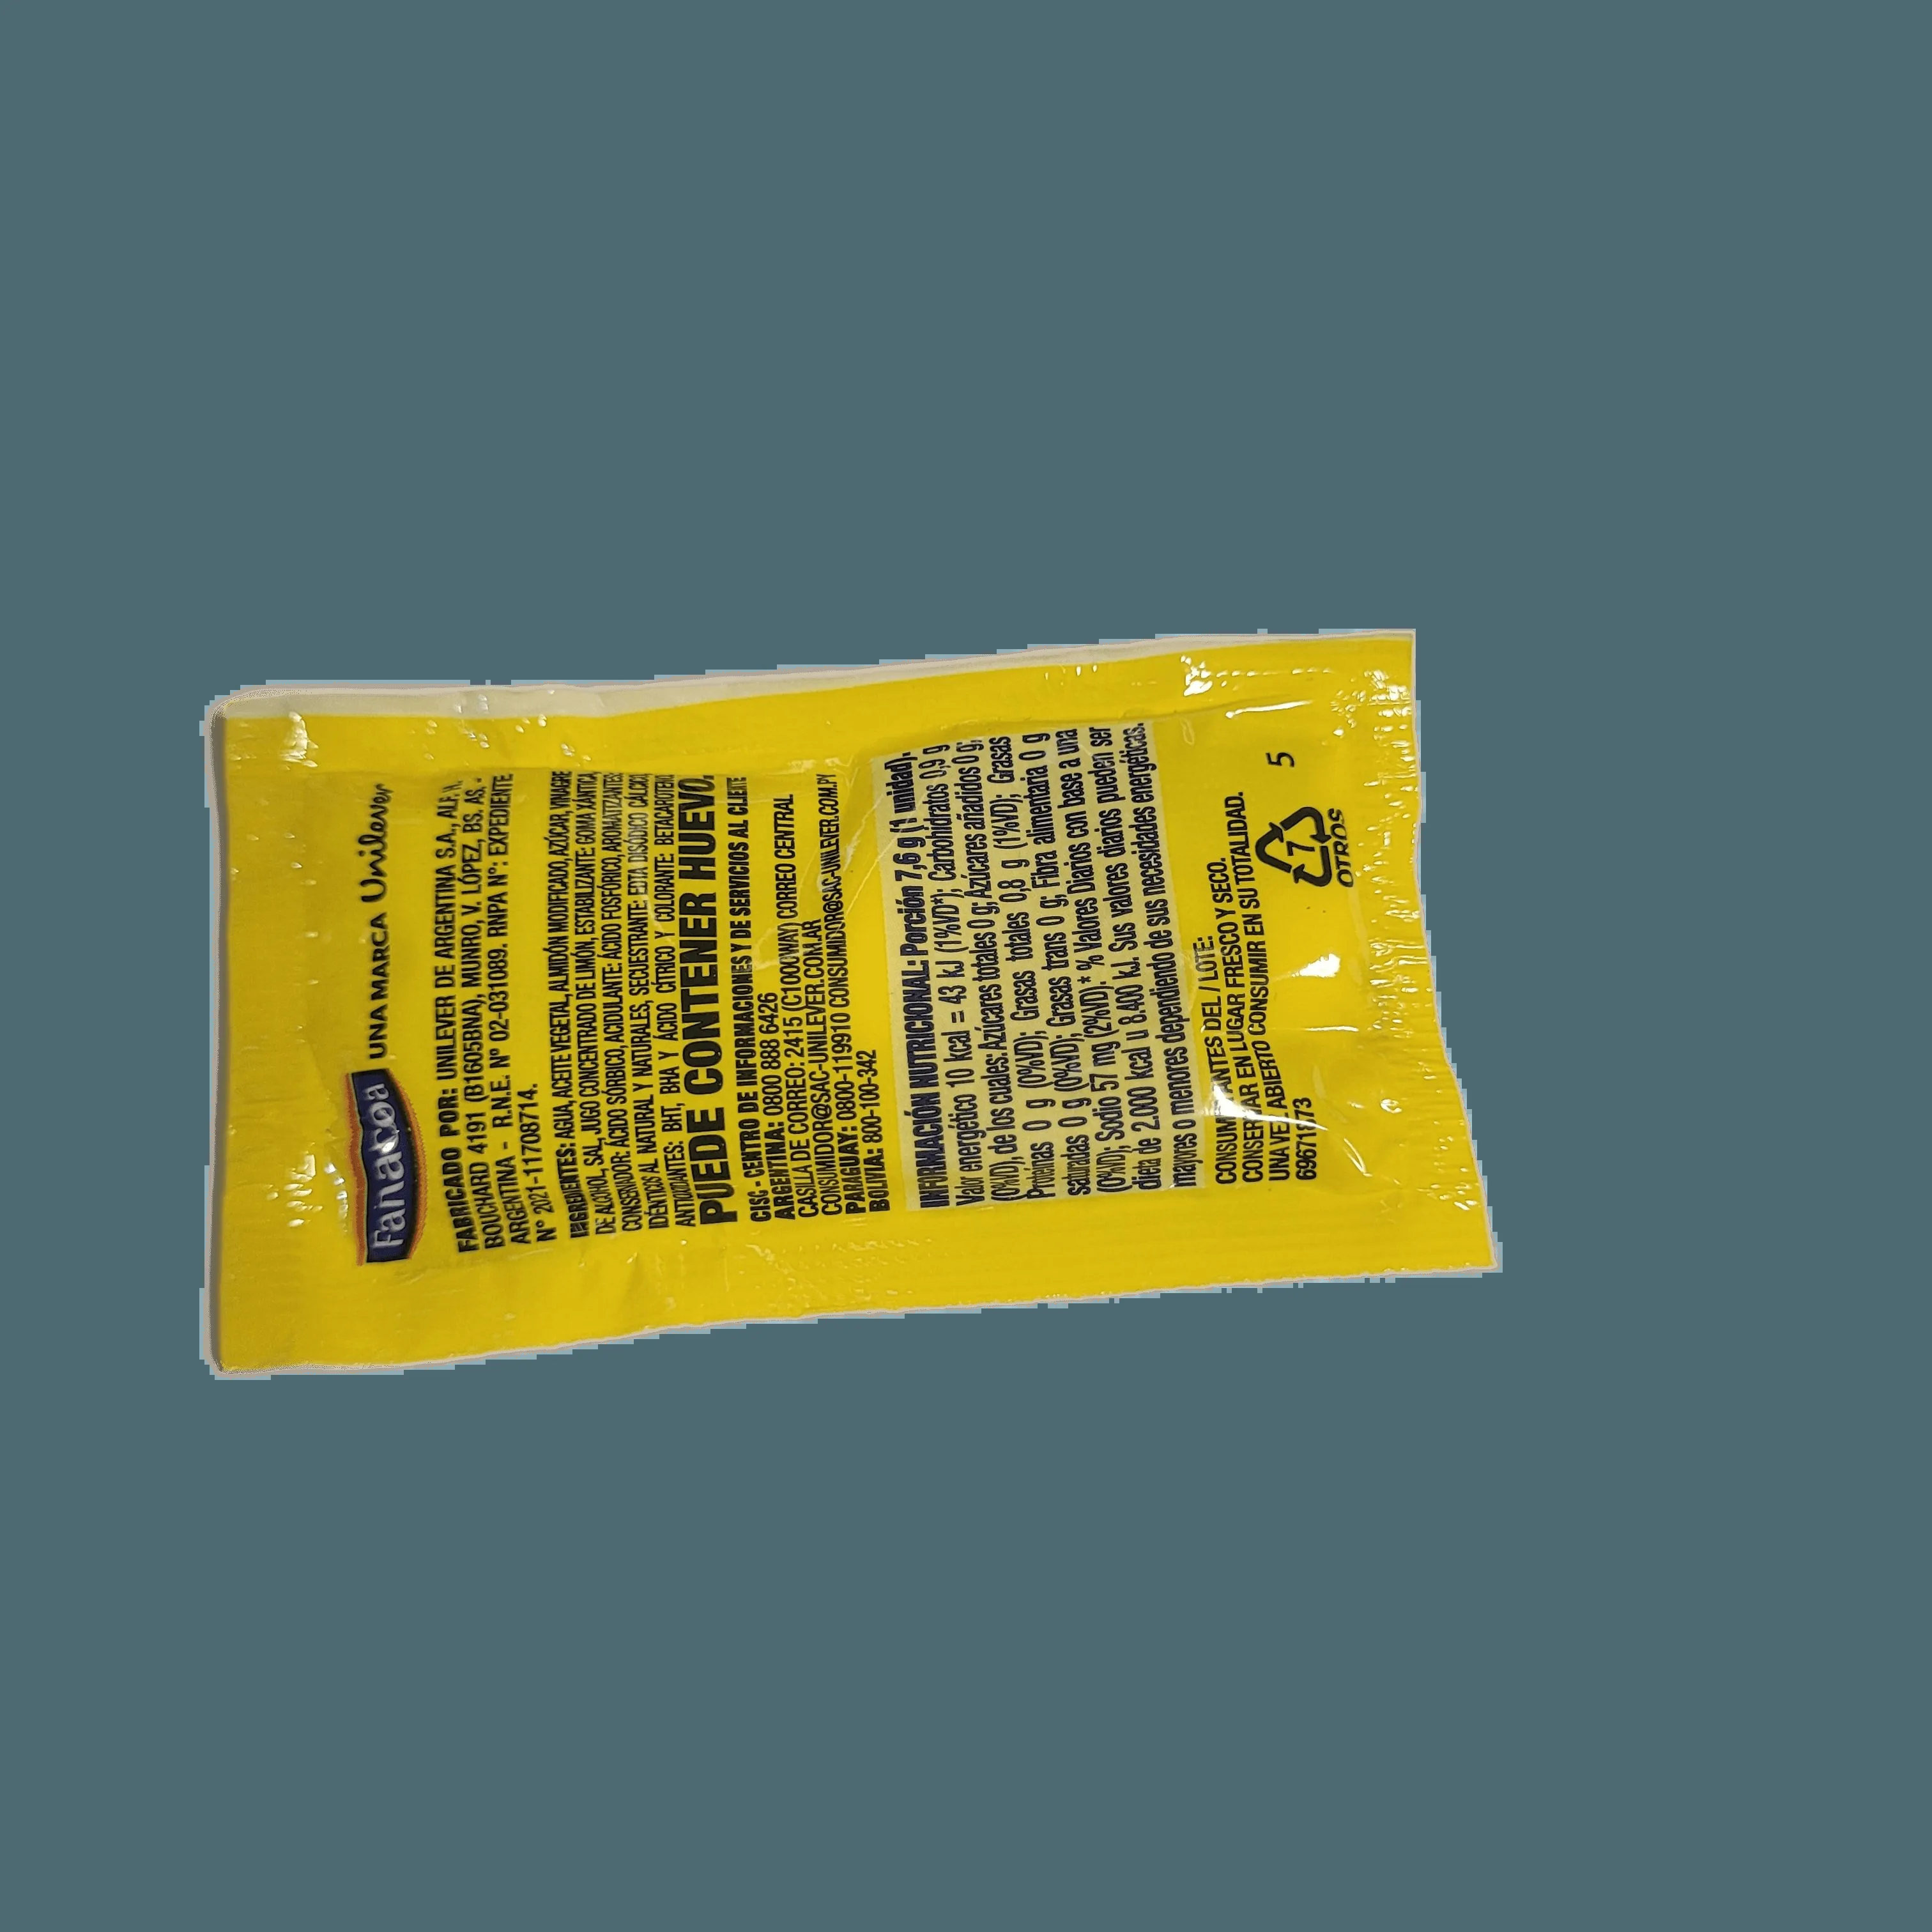 Fanacoa UNA MARCA Unilever
FABRICADO POR: UNILEVER DE ARGENTINA S.A., ALF. H.
BOUCHARD 4191 (B1605BNA), MUNRO, V. LÓPEZ, BS. AS. -
ARGENTINA - R.N.E. N° 02-031089. RNPA N°: EXPEDIENTE
N° 2021-11708714.
INGREDIENTES: AGUA, ACEITE VEGETAL, ALMIDÓN MODIFICADO, AZÚCAR, VINAGRE
DE ALCOHOL, SAL, JUGO CONCENTRADO DE LIMÓN, ESTABILIZANTE: GOMA XANTICA,
CONSERVADOR: ÁCIDO SÓRBICO, ACIDULANTE: ÁCIDO FOSFÓRICO, AROMATIZANTES:
IDÉNTICOS AL NATURAL Y NATURALES, SECUESTRANTE: EDTA DISÓDICO CÁLCICO,
ANTIOXIDANTES: BHT, BHA Y ÁCIDO CÍTRICO Y COLORANTE: BETACAROTENO.
PUEDE CONTENER HUEVO.
CISC - CENTRO DE INFORMACIONES Y DE SERVICIOS AL CLIENTE
ARGENTINA: 0800 888 6426
CASILLA DE CORREO: 2415 (C1000WAY) CORREO CENTRAL
CONSUMIDOR@SAC-UNILEVER.COM.AR
PARAGUAY: 0800-119910 CONSUMIDOR@SAC-UNILEVER.COM.PY
BOLIVIA: 800-100-342
INFORMACIÓN NUTRICIONAL: Porción 7,6 g (1 unidad).
Valor energético 10 kcal = 43 kJ (1%VD*); Carbohidratos 0,9 g
(0%VD), de los cuales: Azúcares totales 0 g; Azúcares añadidos 0 g;
Proteínas 0 g (0%VD); Grasas totales 0,8 g (1%VD); Grasas
saturadas 0 g (0%VD); Grasas trans 0 g; Fibra alimentaria 0 g
(0%VD); Sodio 57 mg (2%VD). * % Valores Diarios con base a una
dieta de 2.000 kcal u 8.400 kJ. Sus valores diarios pueden ser
mayores o menores dependiendo de sus necesidades energéticas.
ANTES DEL / LOTE:
CONSERVAR EN LUGAR FRESCO Y SECO.
UNA VEZ ABIERTO CONSUMIR EN SU TOTALIDAD.
7
OTROS
5